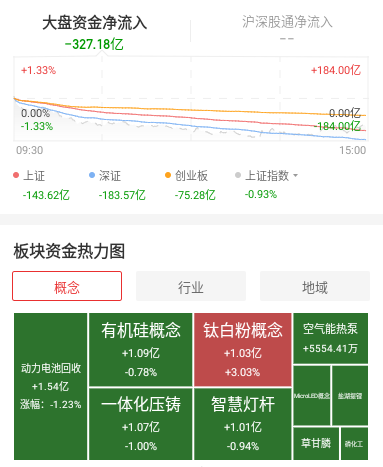 大盘资金净流入
沪深股通净流入
-327.18亿
--
+1.33%
+184.00亿
0.00%
0.00亿
-1.33%
-184.00亿
09:30
15:00
上证
深证
创业板
上证指数
-143.62亿
-183.57亿
-75.28亿
-0.93%
板块资金热力图
概念
行业
地域
动力电池回收
+1.54亿
涨幅：-1.23%
有机硅概念
+1.09亿
-0.78%
钛白粉概念
+1.03亿
+3.03%
空气能热泵
+5554.41万
一体化压铸
+1.07亿
-1.00%
智慧灯杆
+1.01亿
-0.94%
MicroLED概念
盐湖提锂
草甘膦
磷化工